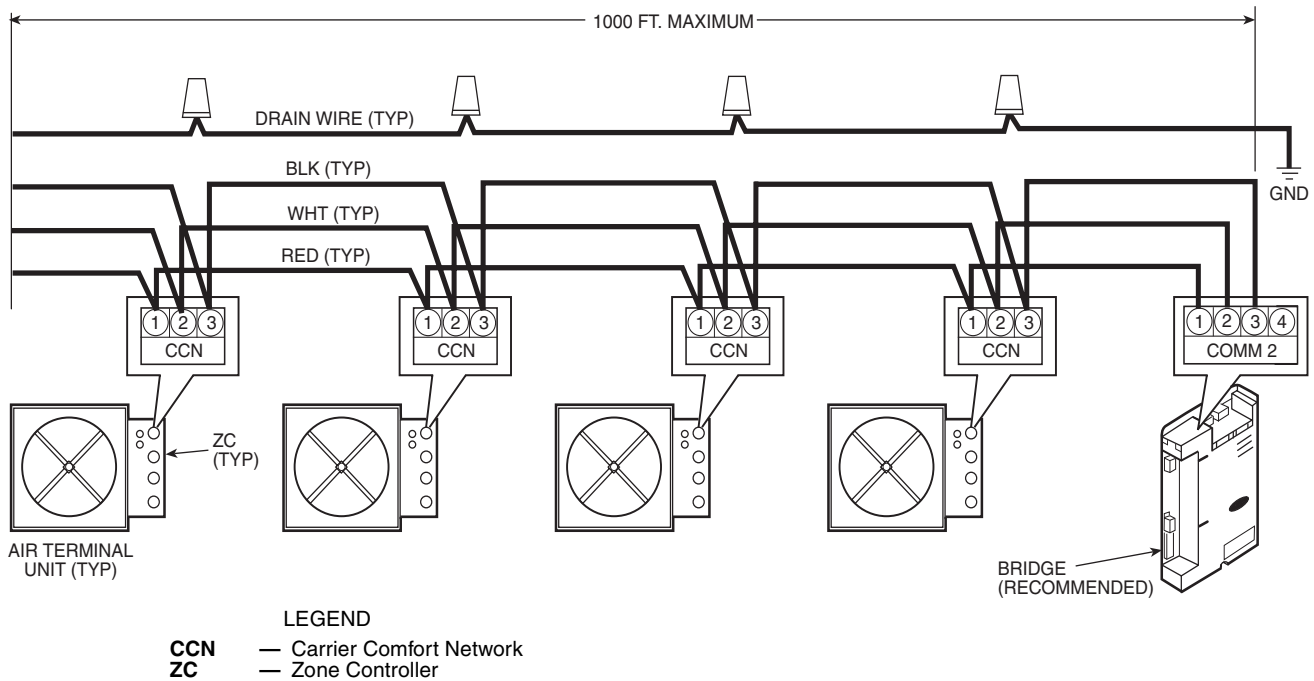 1000 FT. MAXIMUM
DRAIN WIRE (TYP)
BLK (TYP)
GND
WHT (TYP)
RED (TYP)
1 2 3
CCN
1 2 3
CCN
1 2 3
CCN
1 2 3
CCN
1 2 3 4
COMM 2
ZC
(TYP)
AIR TERMINAL
UNIT (TYP)
BRIDGE
(RECOMMENDED)
LEGEND
CCN — Carrier Comfort Network
ZC — Zone Controller